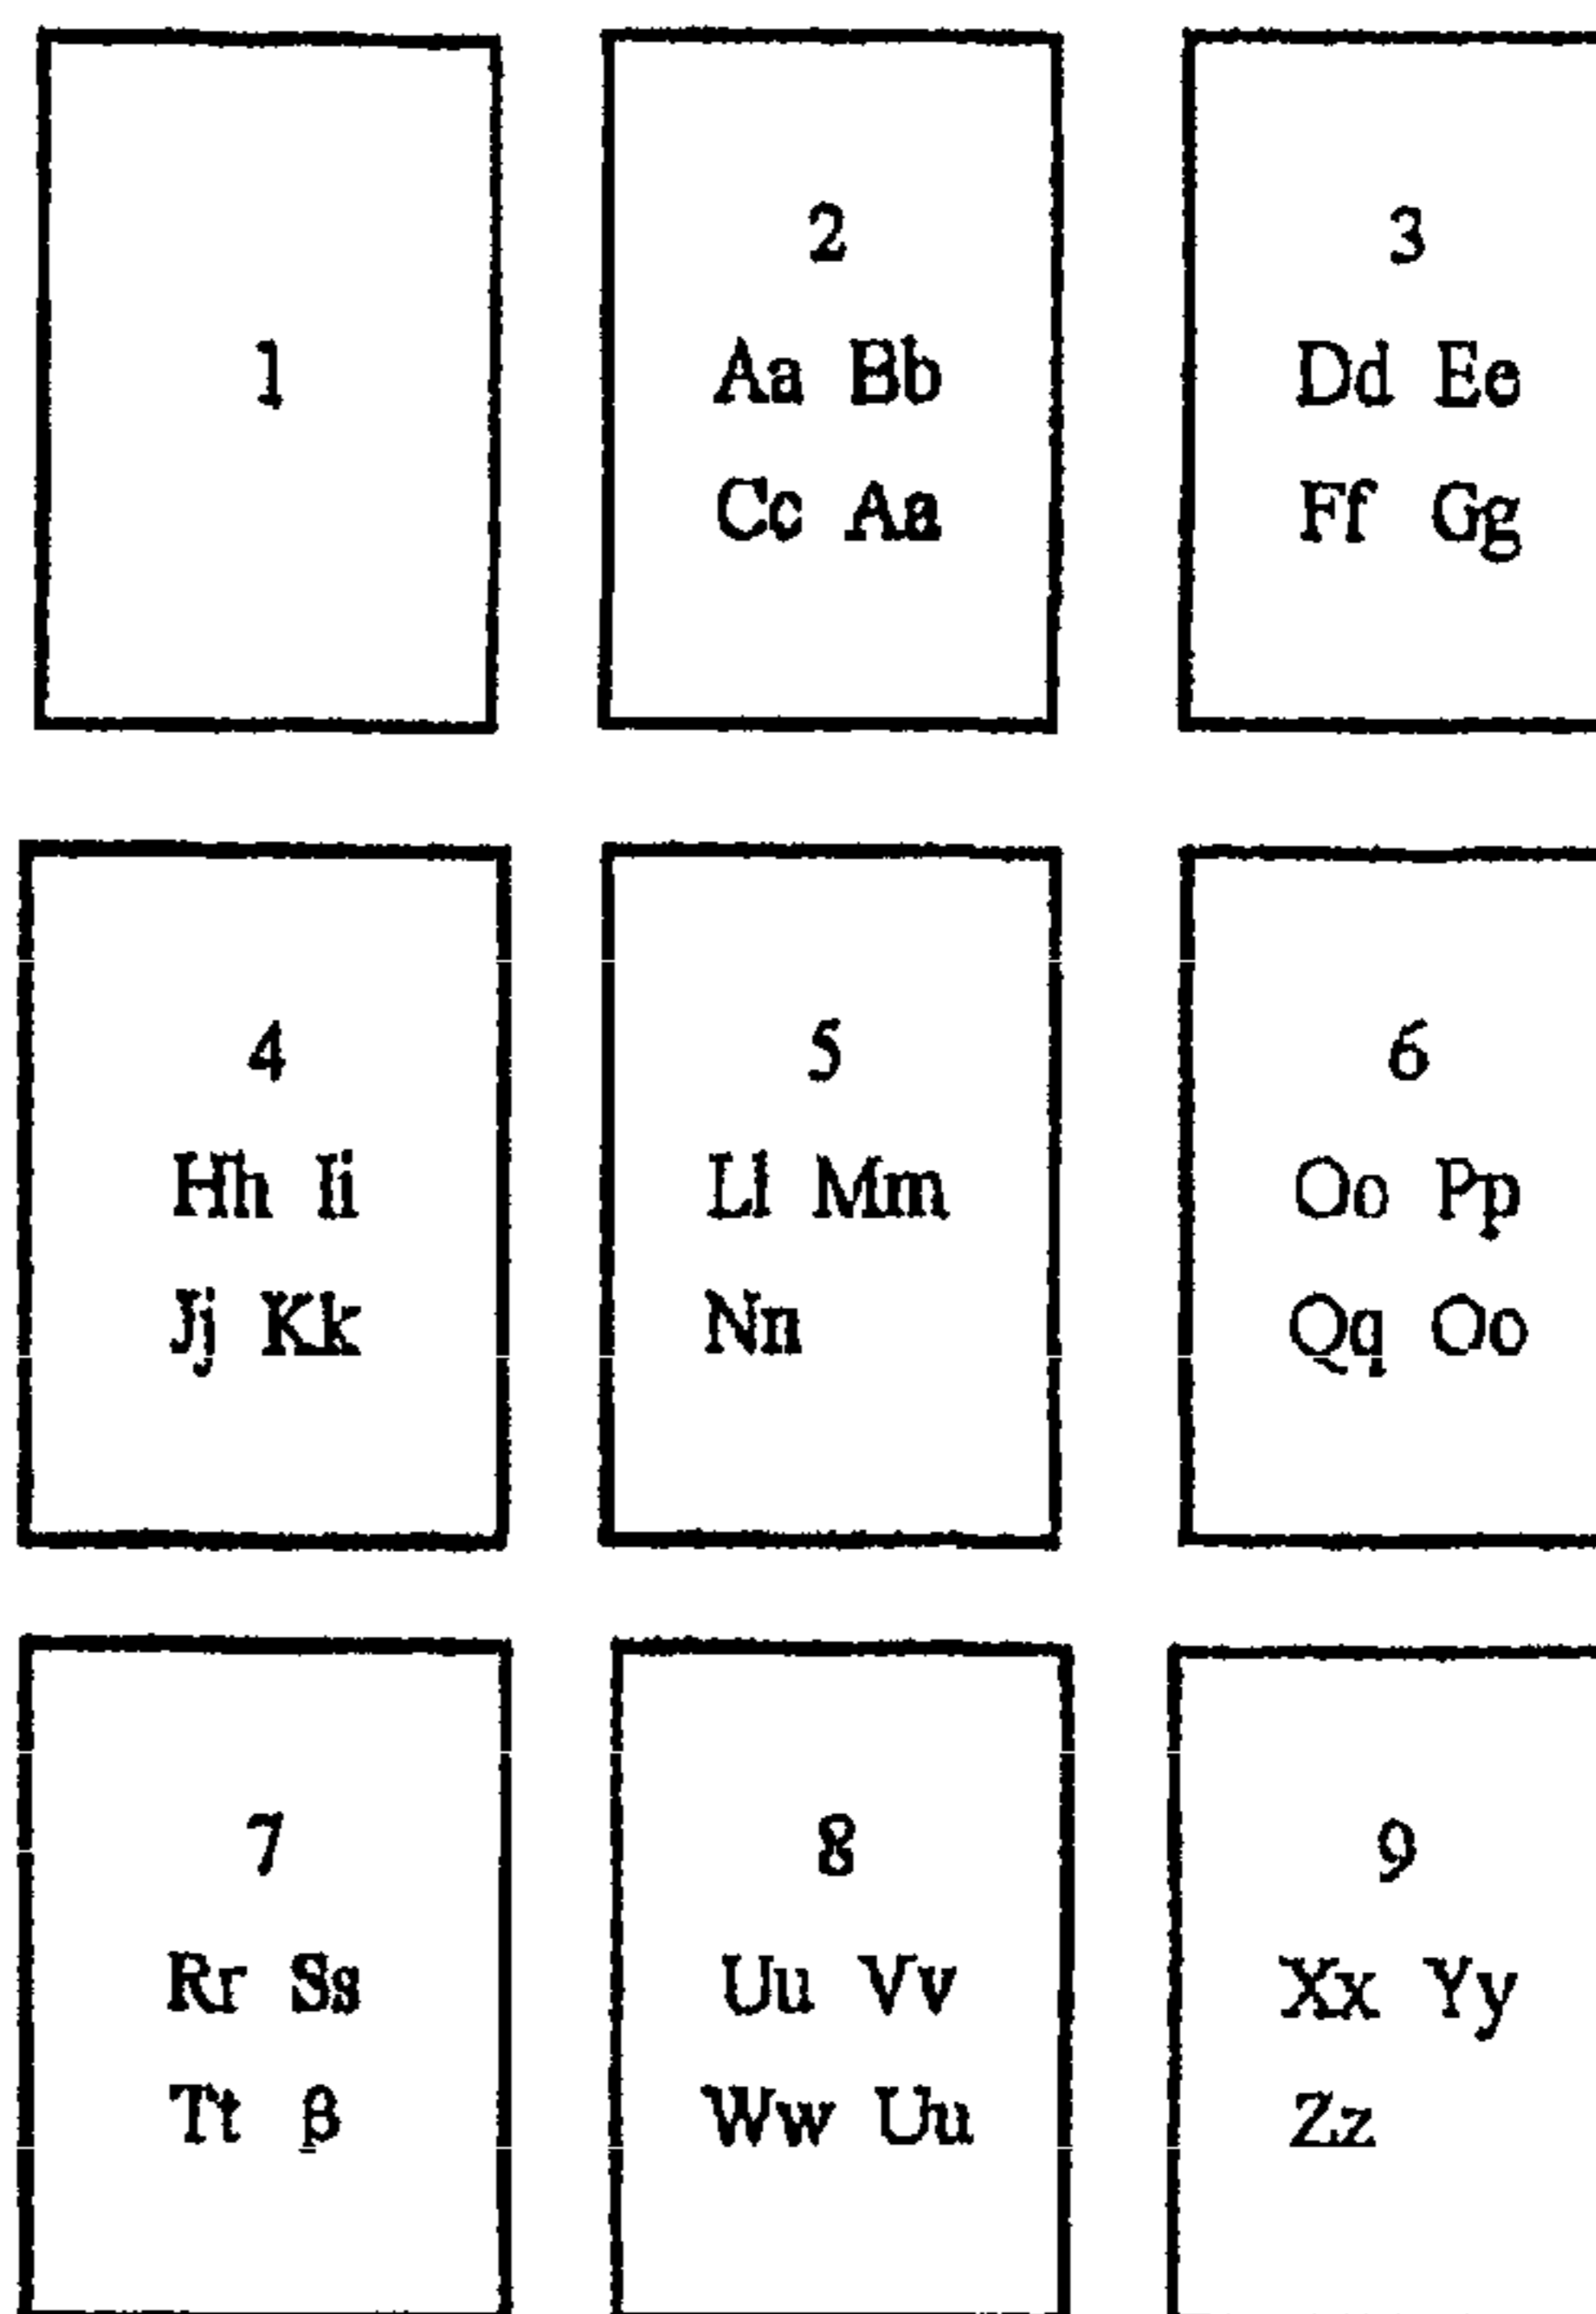 1
2
Aa Bb
Cc Aa
3
Dd Ee
Ff Gg
4
Hh Ii
Jj Kk
5
Ll Mm
Nn
6
Oo Pp
Qq Oo
7
Rr Ss
Tt β
8
Uu Vv
Ww Uu
9
Xx Yy
Zz